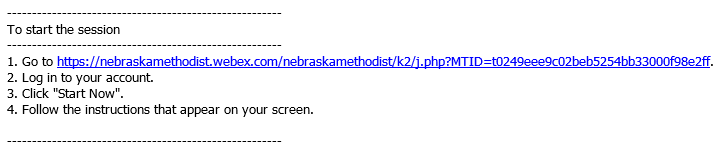 -------------------------------------------------------
To start the session
-------------------------------------------------------
1. Go to https://nebraskamethodist.webex.com/nebraskamethodist/k2/j.php?MTID=t0249eee9c02beb5254bb33000f98e2ff.
2. Log in to your account.
3. Click "Start Now".
4. Follow the instructions that appear on your screen.
-------------------------------------------------------